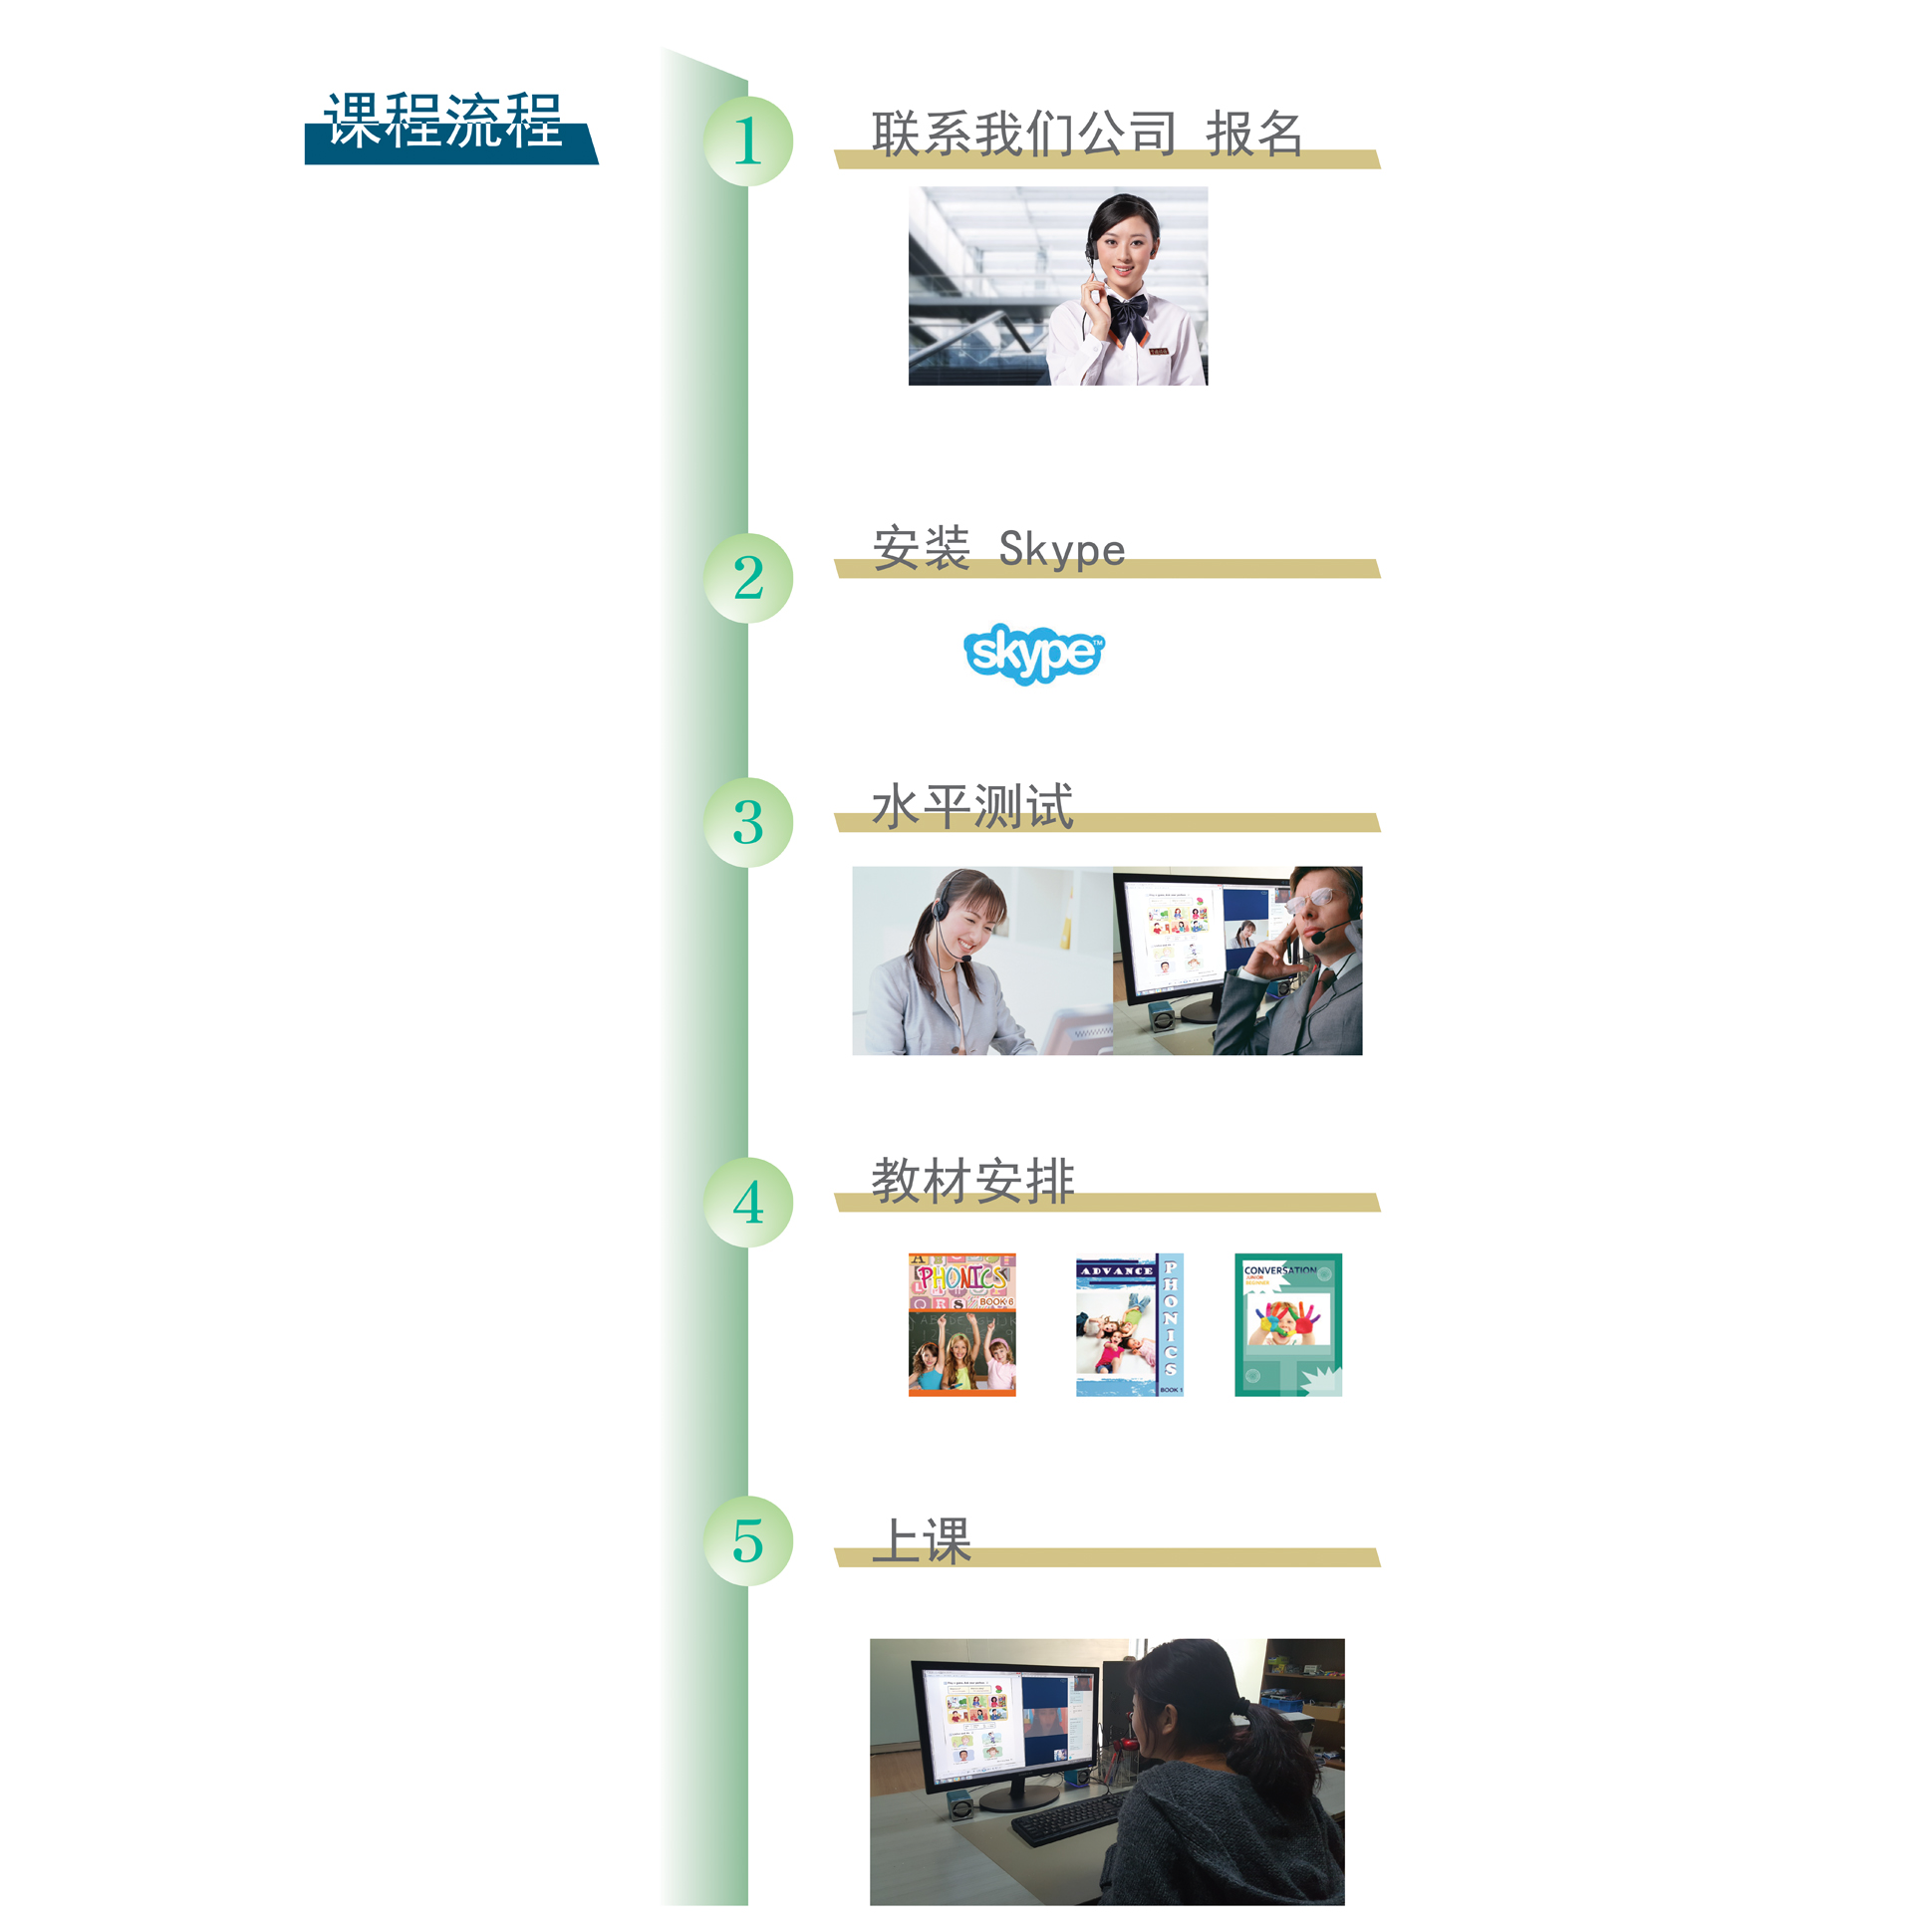 课程流程
1
联系我们公司 报名
2
安装 Skype
skype™
3
水平测试
4
教材安排
PHONICS
BOOK 6
ADVANCE
PHONICS
BOOK 1
CONVERSATION
JUNIOR
BEGINNER
5
上课